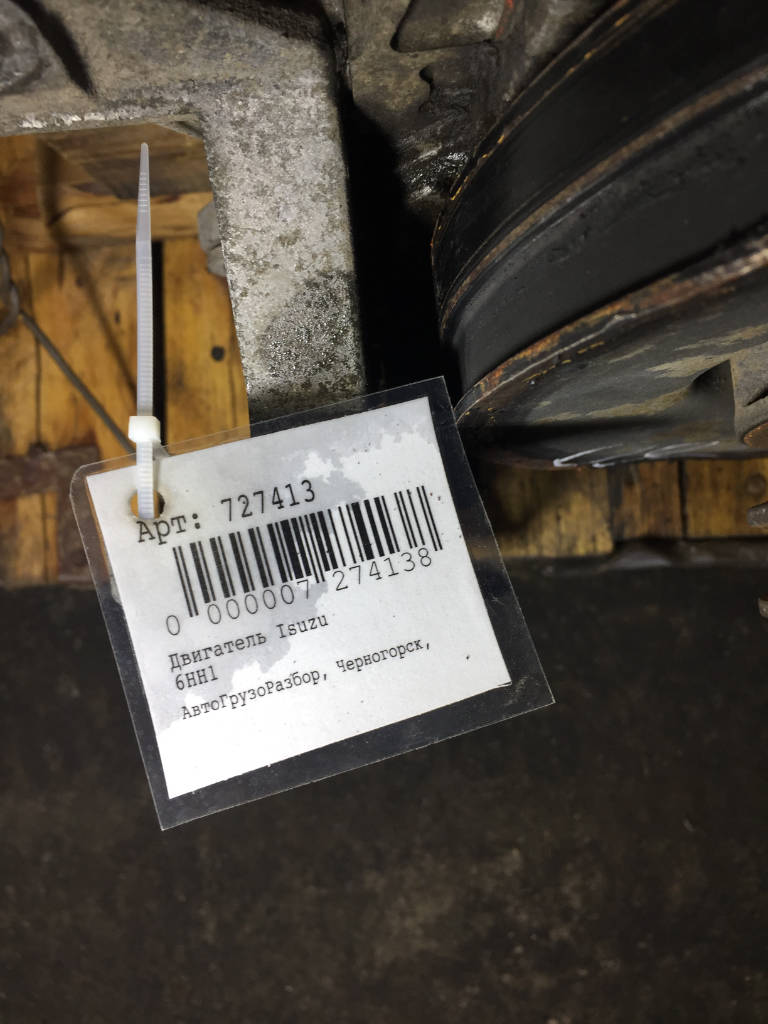 Арт: 727413
0 000007 274138
Двигатель Isuzu
6HH1
АвтоГрузоРазбор, Черногорск,